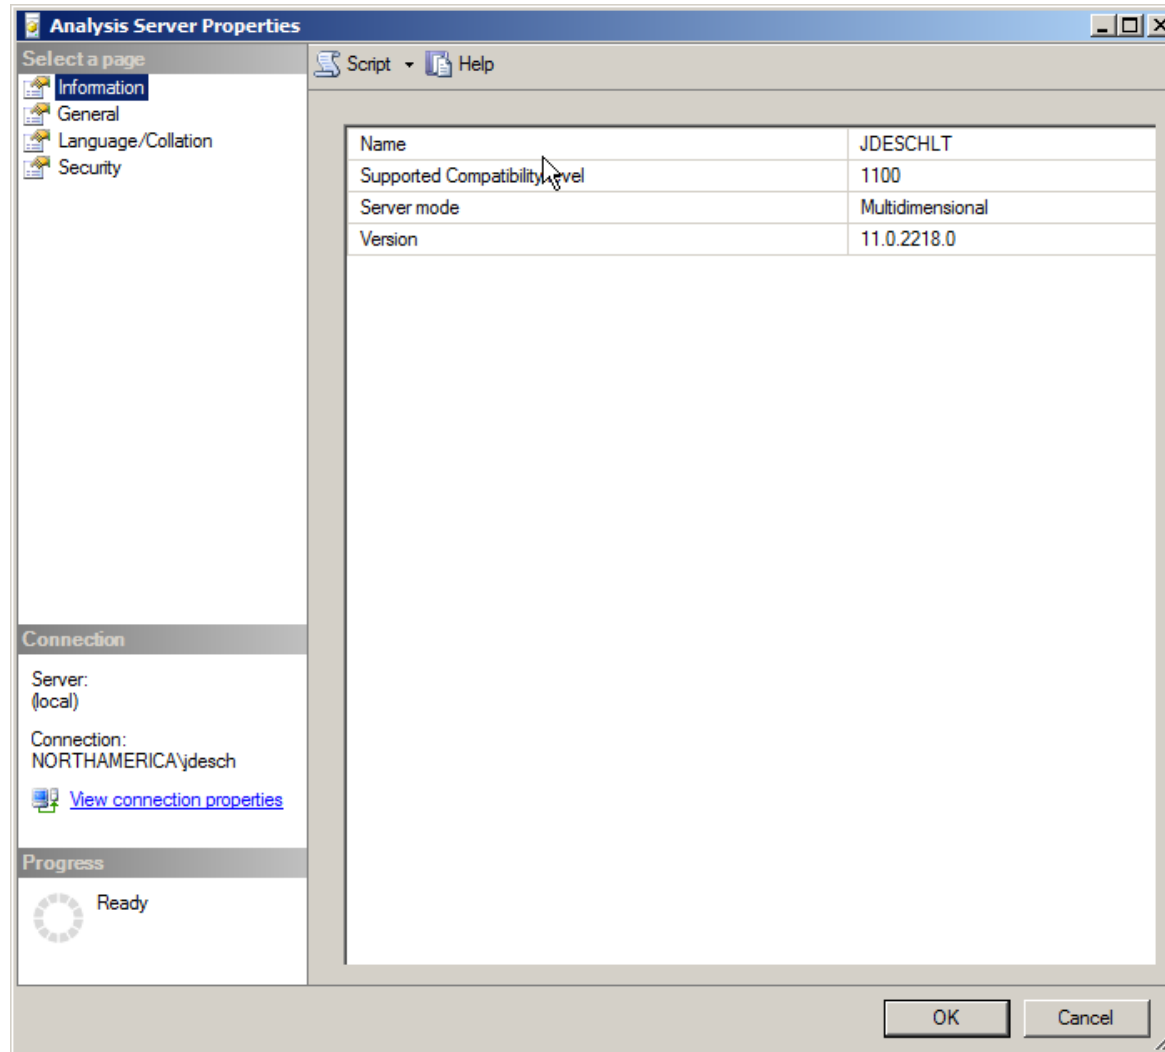 Analysis Server Properties
Select a page
Information
General
Language/Collation
Security
Script
Help
Name JDESCHLT
Supported Compatibility Level 1100
Server mode Multidimensional
Version 11.0.2218.0
Connection
Server:
(local)
Connection:
NORTHAMERICA\jdesch
View connection properties
Progress
Ready
OK
Cancel